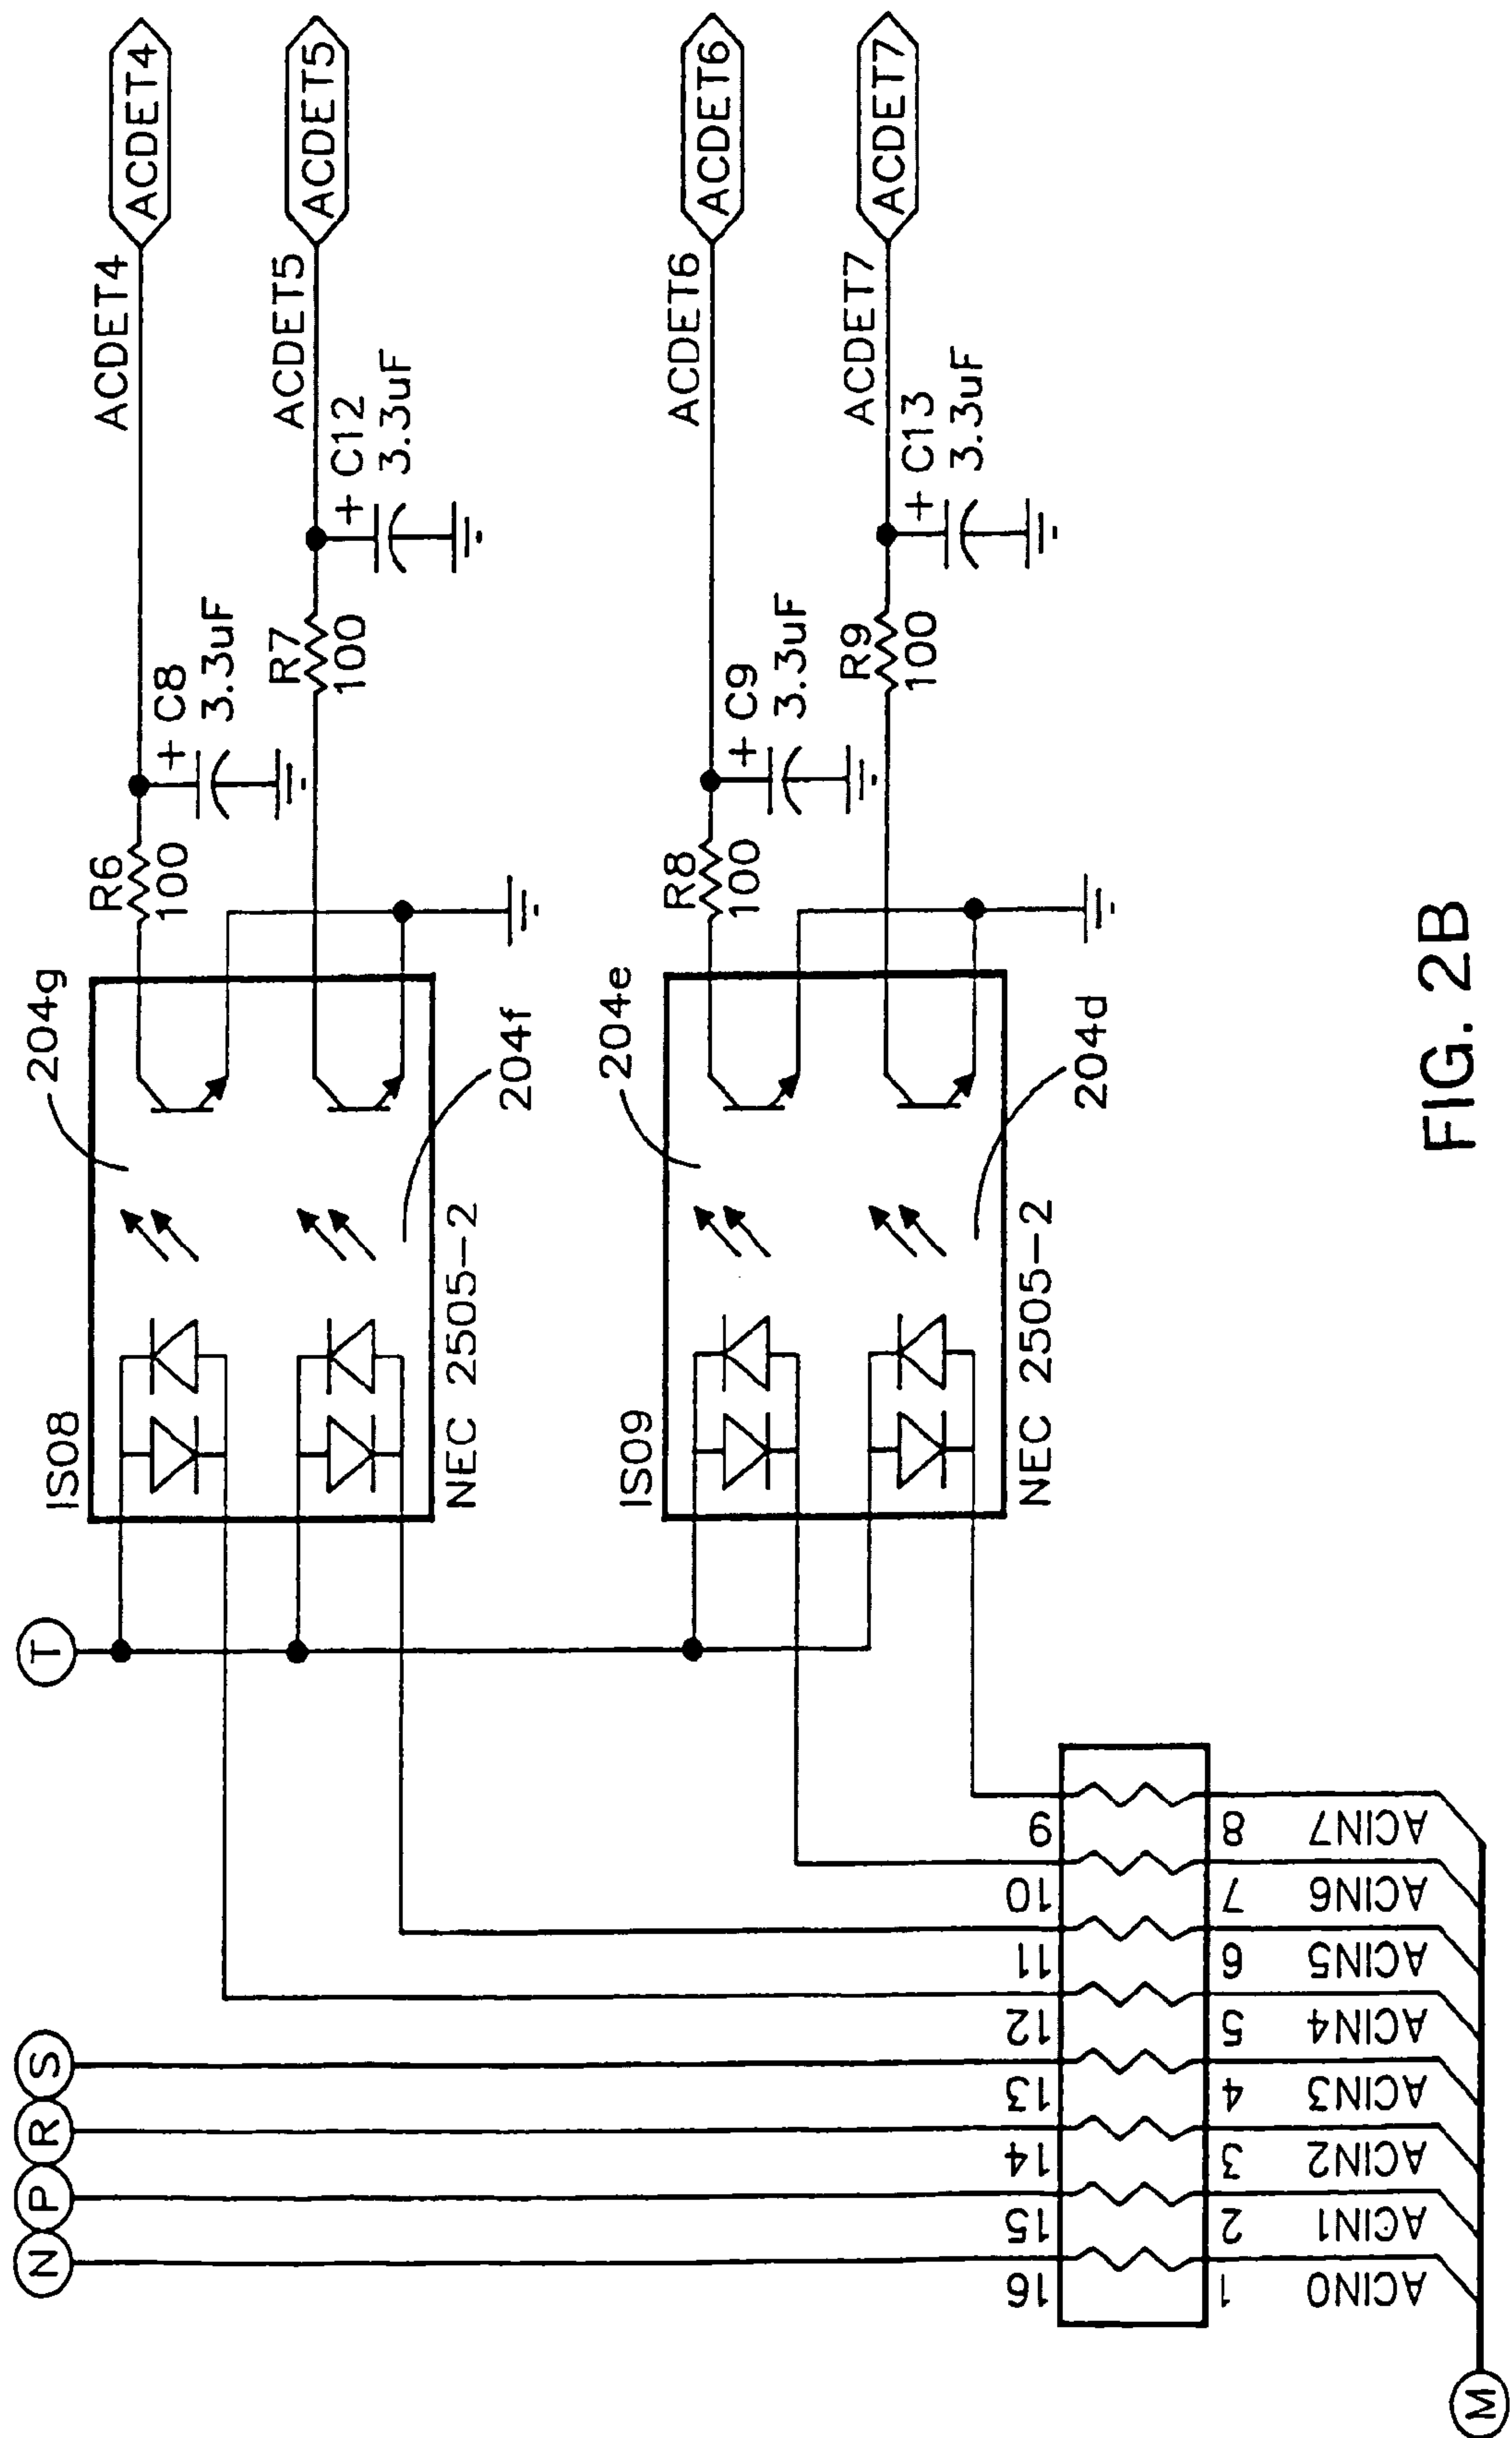 T
S
R
P
N
M
ISO8
204g
204f
NEC 2505-2
R6
100
+ C8
3.3uF
ACDET4
ACDET4
R7
100
+ C12
3.3uF
ACDET5
ACDET5
ISO9
204e
204d
NEC 2505-2
R8
100
+ C9
3.3uF
ACDET6
ACDET6
R9
100
+ C13
3.3uF
ACDET7
ACDET7
16
15
14
13
12
11
10
9
1
2
3
4
5
6
7
8
ACIN0
ACIN1
ACIN2
ACIN3
ACIN4
ACIN5
ACIN6
ACIN7
FIG. 2B